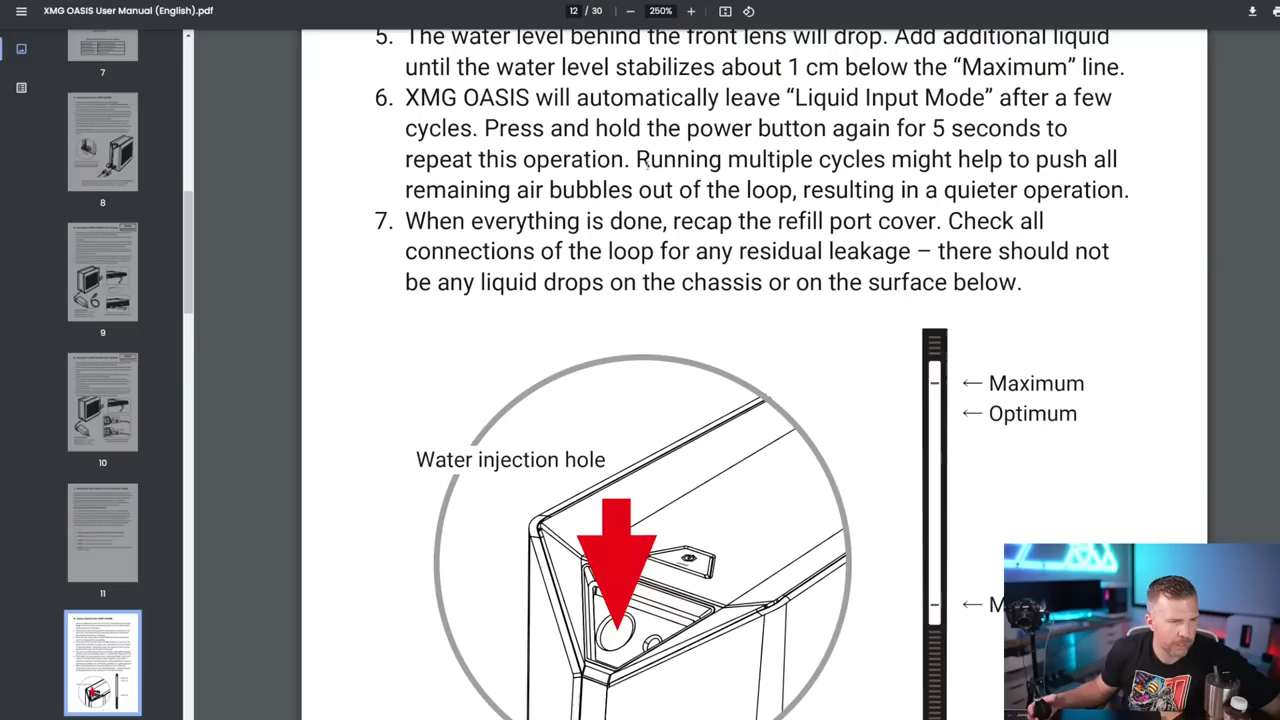 XMG OASIS User Manual (English).pdf
12 / 30
250%
5. The water level behind the front lens will drop. Add additional liquid
until the water level stabilizes about 1 cm below the “Maximum” line.
6. XMG OASIS will automatically leave “Liquid Input Mode” after a few
cycles. Press and hold the power button again for 5 seconds to
repeat this operation. Running multiple cycles might help to push all
remaining air bubbles out of the loop, resulting in a quieter operation.
7. When everything is done, recap the refill port cover. Check all
connections of the loop for any residual leakage – there should not
be any liquid drops on the chassis or on the surface below.
← Maximum
← Optimum
Water injection hole
← M
7
8
9
10
11